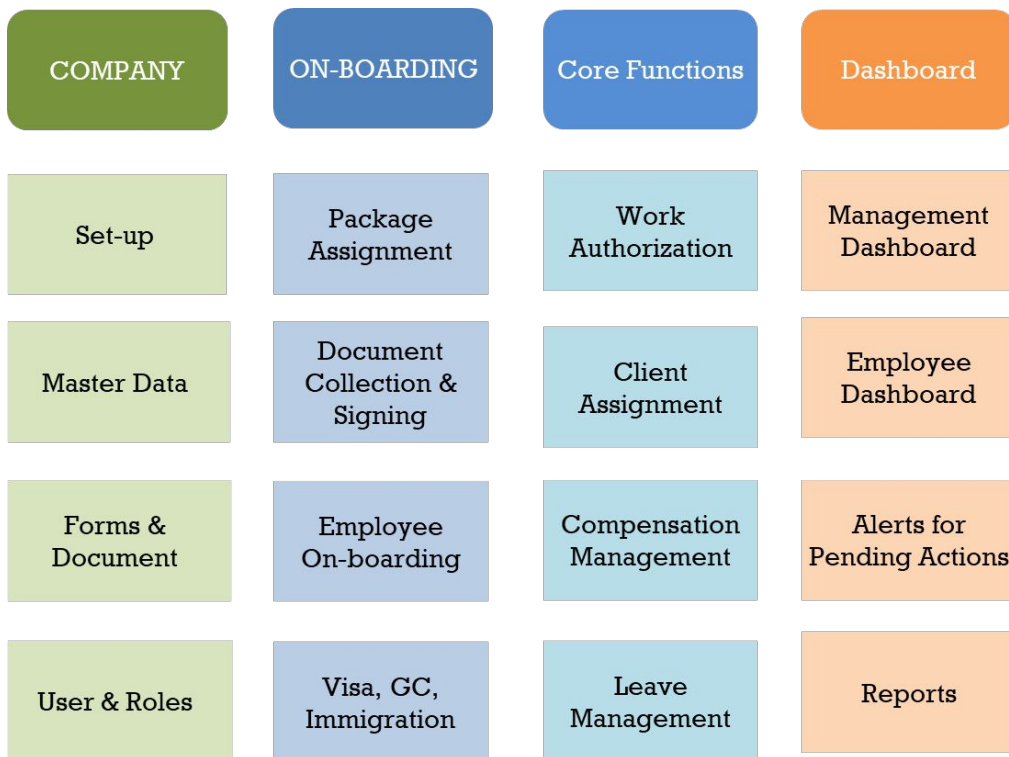 COMPANY
ON-BOARDING
Core Functions
Dashboard
Set-up
Package
Assignment
Work
Authorization
Management
Dashboard
Master Data
Document
Collection &
Signing
Client
Assignment
Employee
Dashboard
Forms &
Document
Employee
On-boarding
Compensation
Management
Alerts for
Pending Actions
User & Roles
Visa, GC,
Immigration
Leave
Management
Reports